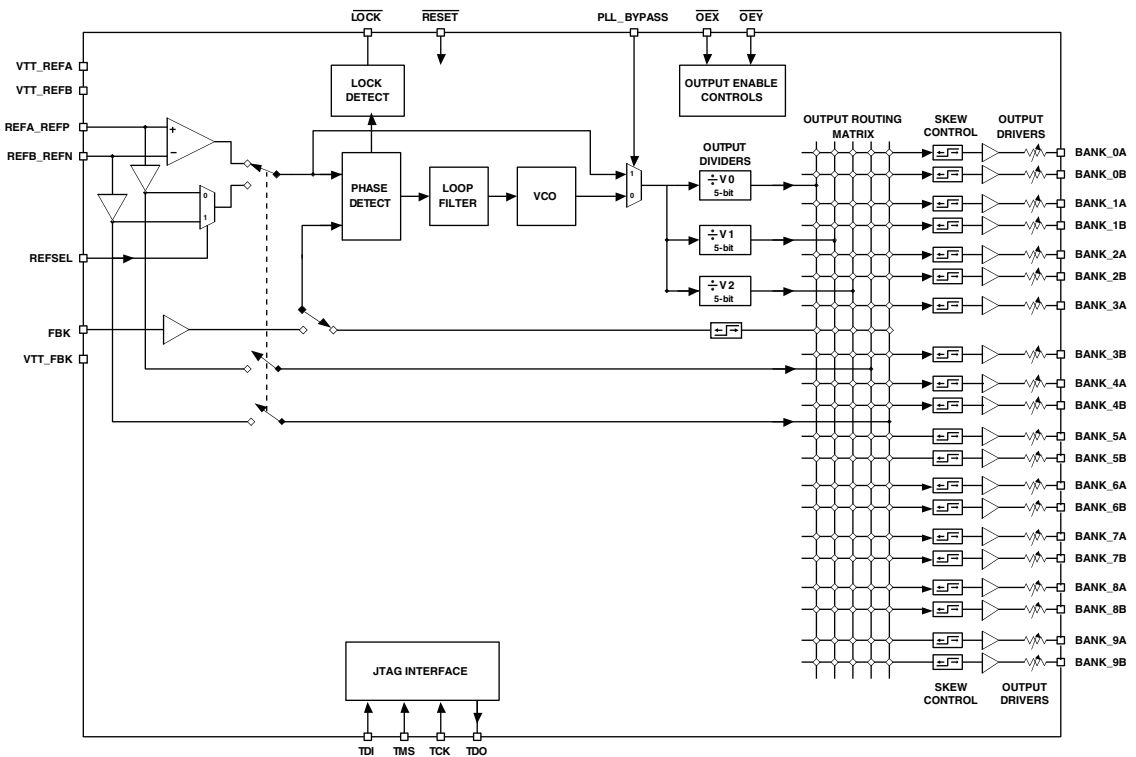 LOCK
RESET
PLL_BYPASS
OEX
OEY
VTT_REFA
VTT_REFB
REFA_REFP
REFB_REFN
REFSEL
FBK
VTT_FBK
LOCK
DETECT
OUTPUT ENABLE
CONTROLS
+
–
0
1
PHASE
DETECT
LOOP
FILTER
VCO
1
0
OUTPUT
DIVIDERS
÷V0
5-bit
÷V1
5-bit
÷V2
5-bit
OUTPUT ROUTING
MATRIX
SKEW
CONTROL
OUTPUT
DRIVERS
BANK_0A
BANK_0B
BANK_1A
BANK_1B
BANK_2A
BANK_2B
BANK_3A
BANK_3B
BANK_4A
BANK_4B
BANK_5A
BANK_5B
BANK_6A
BANK_6B
BANK_7A
BANK_7B
BANK_8A
BANK_8B
BANK_9A
BANK_9B
SKEW
CONTROL
OUTPUT
DRIVERS
JTAG INTERFACE
TDI
TMS
TCK
TDO